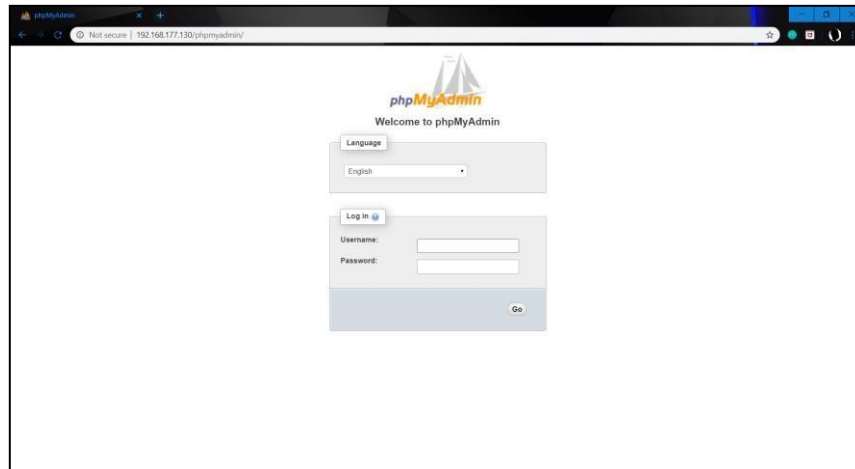 phpMyAdmin
Not secure | 192.168.177.130/phpmyadmin/
phpMyAdmin
Welcome to phpMyAdmin
Language
English
Log in
Username:
Password:
Go